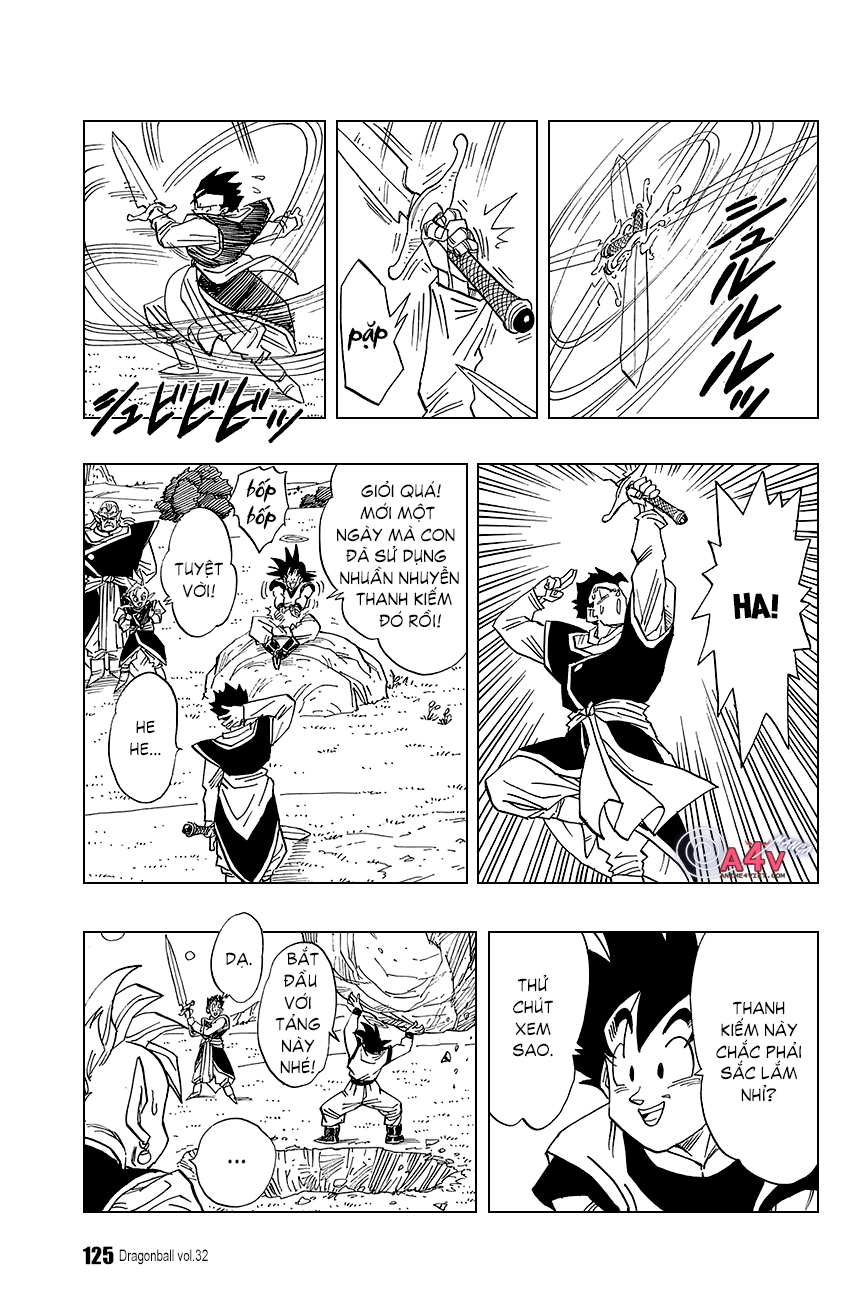 シュルルルッ
pặp
シュビビビッ
HA!
GIỎI QUÁ!
MỚI MỘT
NGÀY MÀ CON
ĐÃ SỬ DỤNG
NHUẦN NHUYỄN
THANH KIẾM
ĐÓ RỒI!
bốp
bốp
TUYỆT
VỜI!
HE
HE...
THANH
KIẾM NÀY
CHẮC PHẢI
SẮC LẮM
NHỈ?
THỬ
CHÚT
XEM
SAO.
BẮT
ĐẦU
VỚI
TẢNG
NÀY
NHÉ!
DẠ.
...
A4V
125 Dragonball vol.32